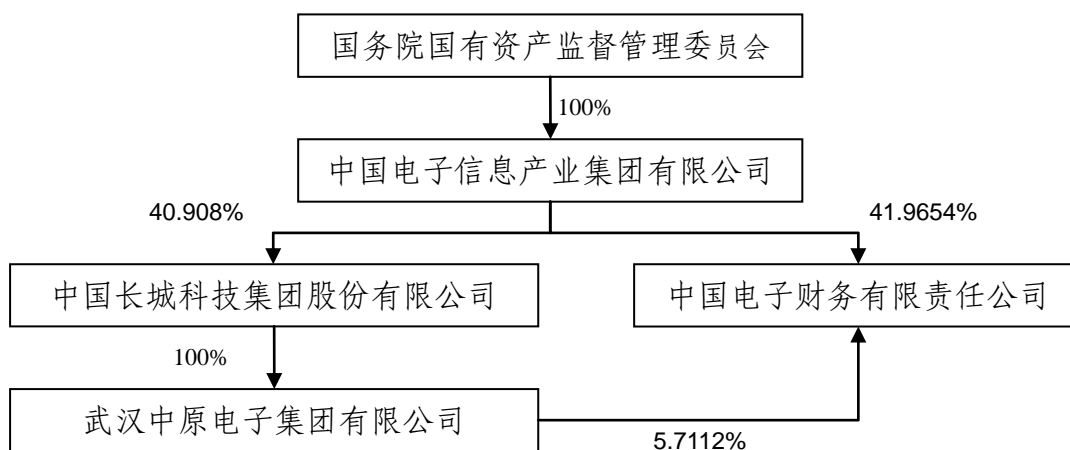 国务院国有资产监督管理委员会
100%
中国电子信息产业集团有限公司
40.908%
41.9654%
中国长城科技集团股份有限公司
中国电子财务有限责任公司
100%
武汉中原电子集团有限公司
5.7112%